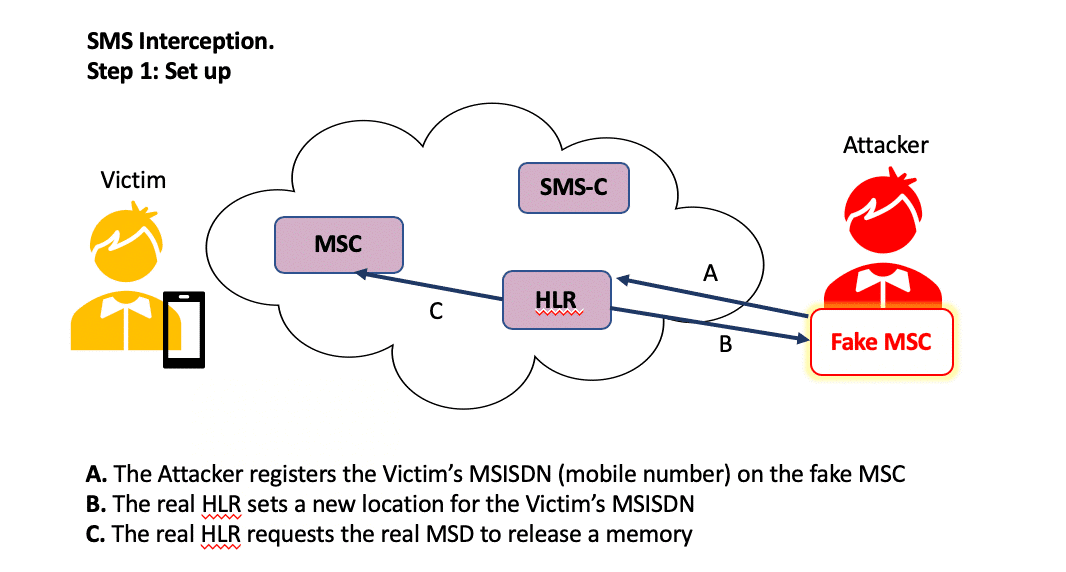 SMS Interception.
Step 1: Set up
Attacker
Victim
SMS-C
MSC
A
HLR
C
B
Fake MSC
A. The Attacker registers the Victim's MSISDN (mobile number) on the fake MSC
B. The real HLR sets a new location for the Victim's MSISDN
C. The real HLR requests the real MSD to release a memory